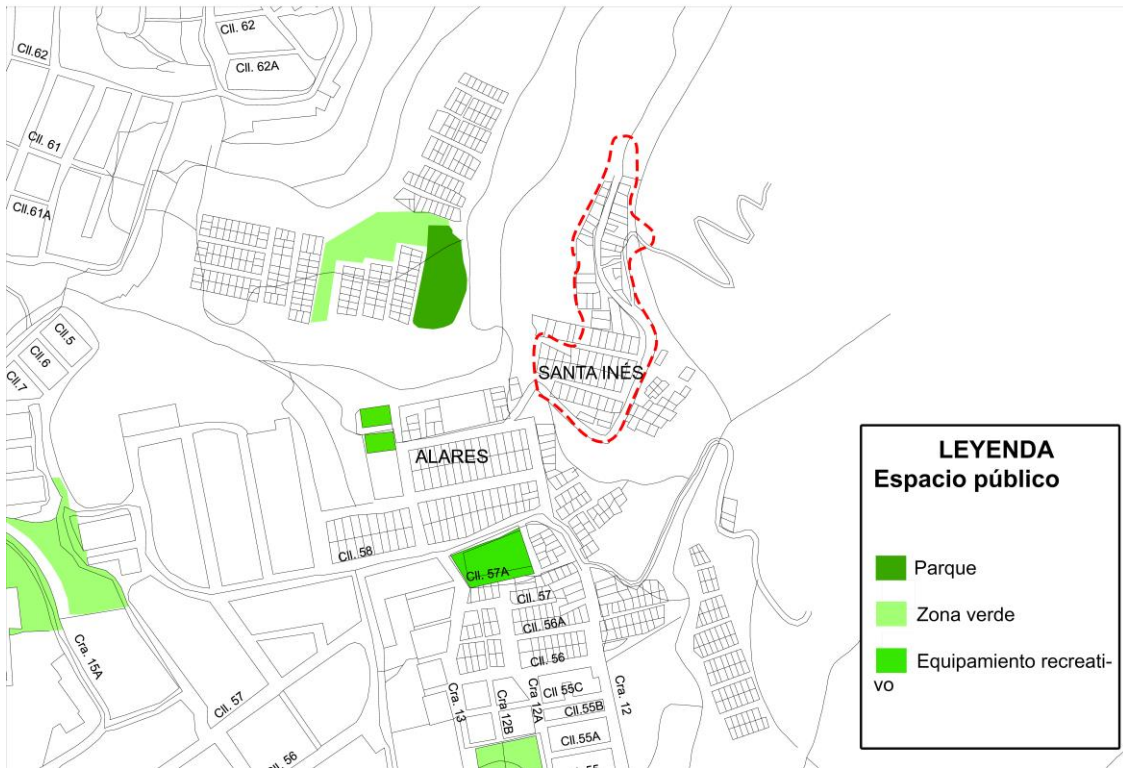 Cll. 62
Cll. 62
Cll. 62A
Cll. 61
Cll.61A
Cll.5
Cll.6
Cll.7
SANTA INÉS
ALARES
Cll. 58
Cll. 57A
Cll. 57
Cll. 56A
Cll. 56
Cll 55C
Cll.55B
Cll.55A
Cra. 15A
Cll. 57
Cll. 56
Cra. 13
Cra. 12B
Cra 12A
Cra. 12
LEYENDA
Espacio público
Parque
Zona verde
Equipamiento recreati-
vo